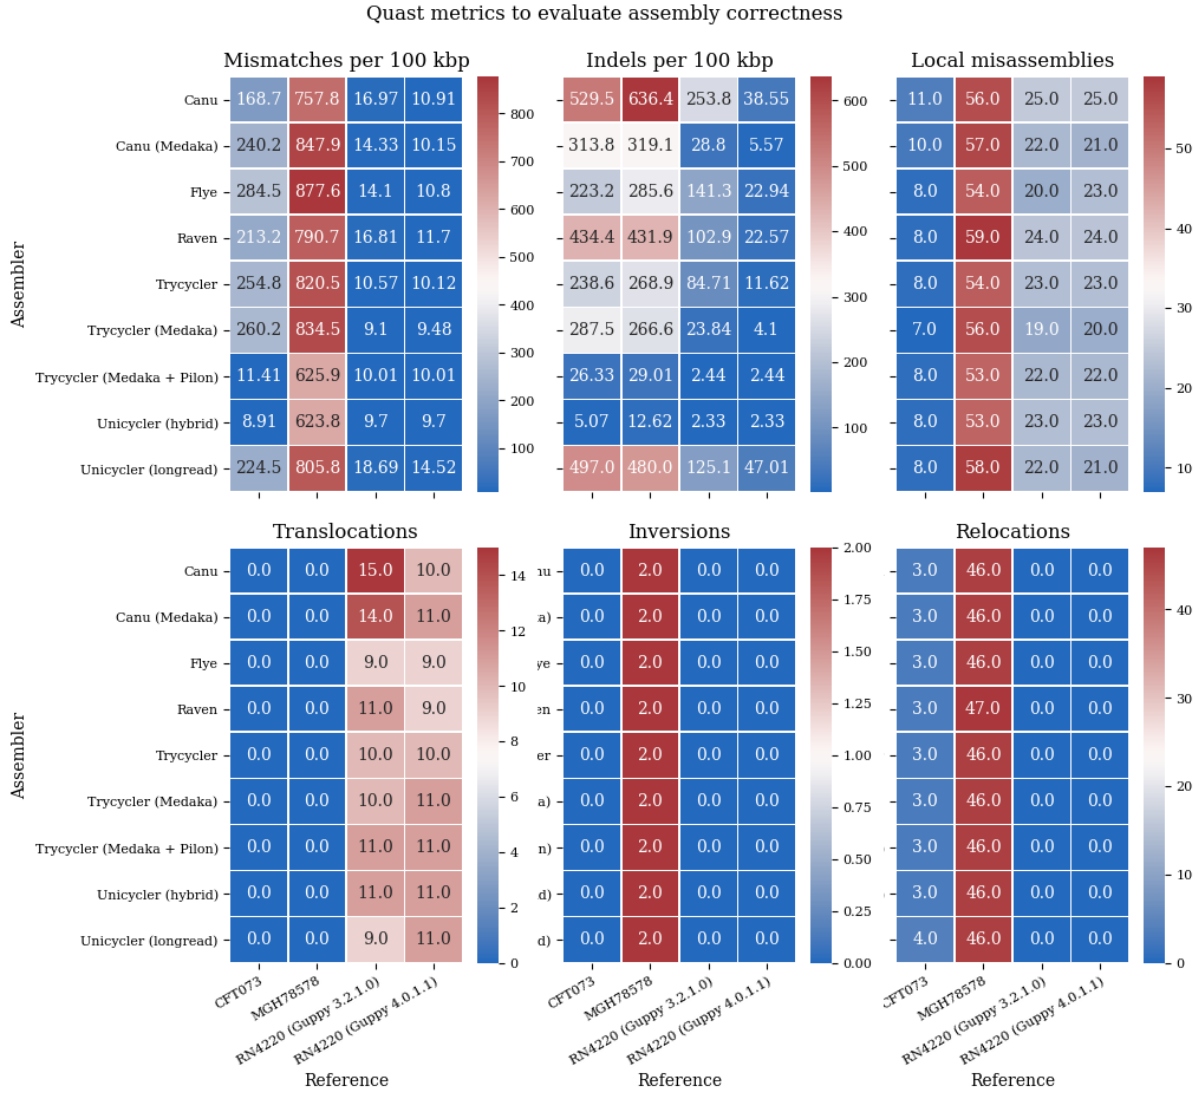 Quast metrics to evaluate assembly correctness
Mismatches per 100 kbp
Indels per 100 kbp
Local misassemblies
Assembler
Canu 168.7 757.8 16.97 10.91 529.5 636.4 253.8 38.55 11.0 56.0 25.0 25.0
Canu (Medaka) 240.2 847.9 14.33 10.15 313.8 319.1 28.8 5.57 10.0 57.0 22.0 21.0
Flye 284.5 877.6 14.1 10.8 223.2 285.6 141.3 22.94 8.0 54.0 20.0 23.0
Raven 213.2 790.7 16.81 11.7 434.4 431.9 102.9 22.57 8.0 59.0 24.0 24.0
Trycycler 254.8 820.5 10.57 10.12 238.6 268.9 84.71 11.62 8.0 54.0 23.0 23.0
Trycycler (Medaka) 260.2 834.5 9.1 9.48 287.5 266.6 23.84 4.1 7.0 56.0 19.0 20.0
Trycycler (Medaka + Pilon) 11.41 625.9 10.01 10.01 26.33 29.01 2.44 2.44 8.0 53.0 22.0 22.0
Unicycler (hybrid) 8.91 623.8 9.7 9.7 5.07 12.62 2.33 2.33 8.0 53.0 23.0 23.0
Unicycler (longread) 224.5 805.8 18.69 14.52 497.0 480.0 125.1 47.01 8.0 58.0 22.0 21.0
800
700
600
500
400
300
200
100
600
500
400
300
200
100
50
40
30
20
10
Translocations
Inversions
Relocations
Assembler
Canu 0.0 0.0 15.0 10.0 nu 0.0 2.0 0.0 0.0 3.0 46.0 0.0 0.0
Canu (Medaka) 0.0 0.0 14.0 11.0 a) 0.0 2.0 0.0 0.0 3.0 46.0 0.0 0.0
Flye 0.0 0.0 9.0 9.0 ye 0.0 2.0 0.0 0.0 3.0 46.0 0.0 0.0
Raven 0.0 0.0 11.0 9.0 en 0.0 2.0 0.0 0.0 3.0 47.0 0.0 0.0
Trycycler 0.0 0.0 10.0 10.0 er 0.0 2.0 0.0 0.0 3.0 46.0 0.0 0.0
Trycycler (Medaka) 0.0 0.0 10.0 11.0 a) 0.0 2.0 0.0 0.0 3.0 46.0 0.0 0.0
Trycycler (Medaka + Pilon) 0.0 0.0 11.0 11.0 n) 0.0 2.0 0.0 0.0 3.0 46.0 0.0 0.0
Unicycler (hybrid) 0.0 0.0 11.0 11.0 d) 0.0 2.0 0.0 0.0 3.0 46.0 0.0 0.0
Unicycler (longread) 0.0 0.0 9.0 11.0 d) 0.0 2.0 0.0 0.0 4.0 46.0 0.0 0.0
14
12
10
8
6
4
2
0
2.00
1.75
1.50
1.25
1.00
0.75
0.50
0.25
0.00
40
30
20
10
0
CFT073
MGH78578
RN4220 (Guppy 3.2.1.0)
RN4220 (Guppy 4.0.1.1)
Reference
CFT073
MGH78578
RN4220 (Guppy 3.2.1.0)
RN4220 (Guppy 4.0.1.1)
Reference
CFT073
MGH78578
RN4220 (Guppy 3.2.1.0)
RN4220 (Guppy 4.0.1.1)
Reference